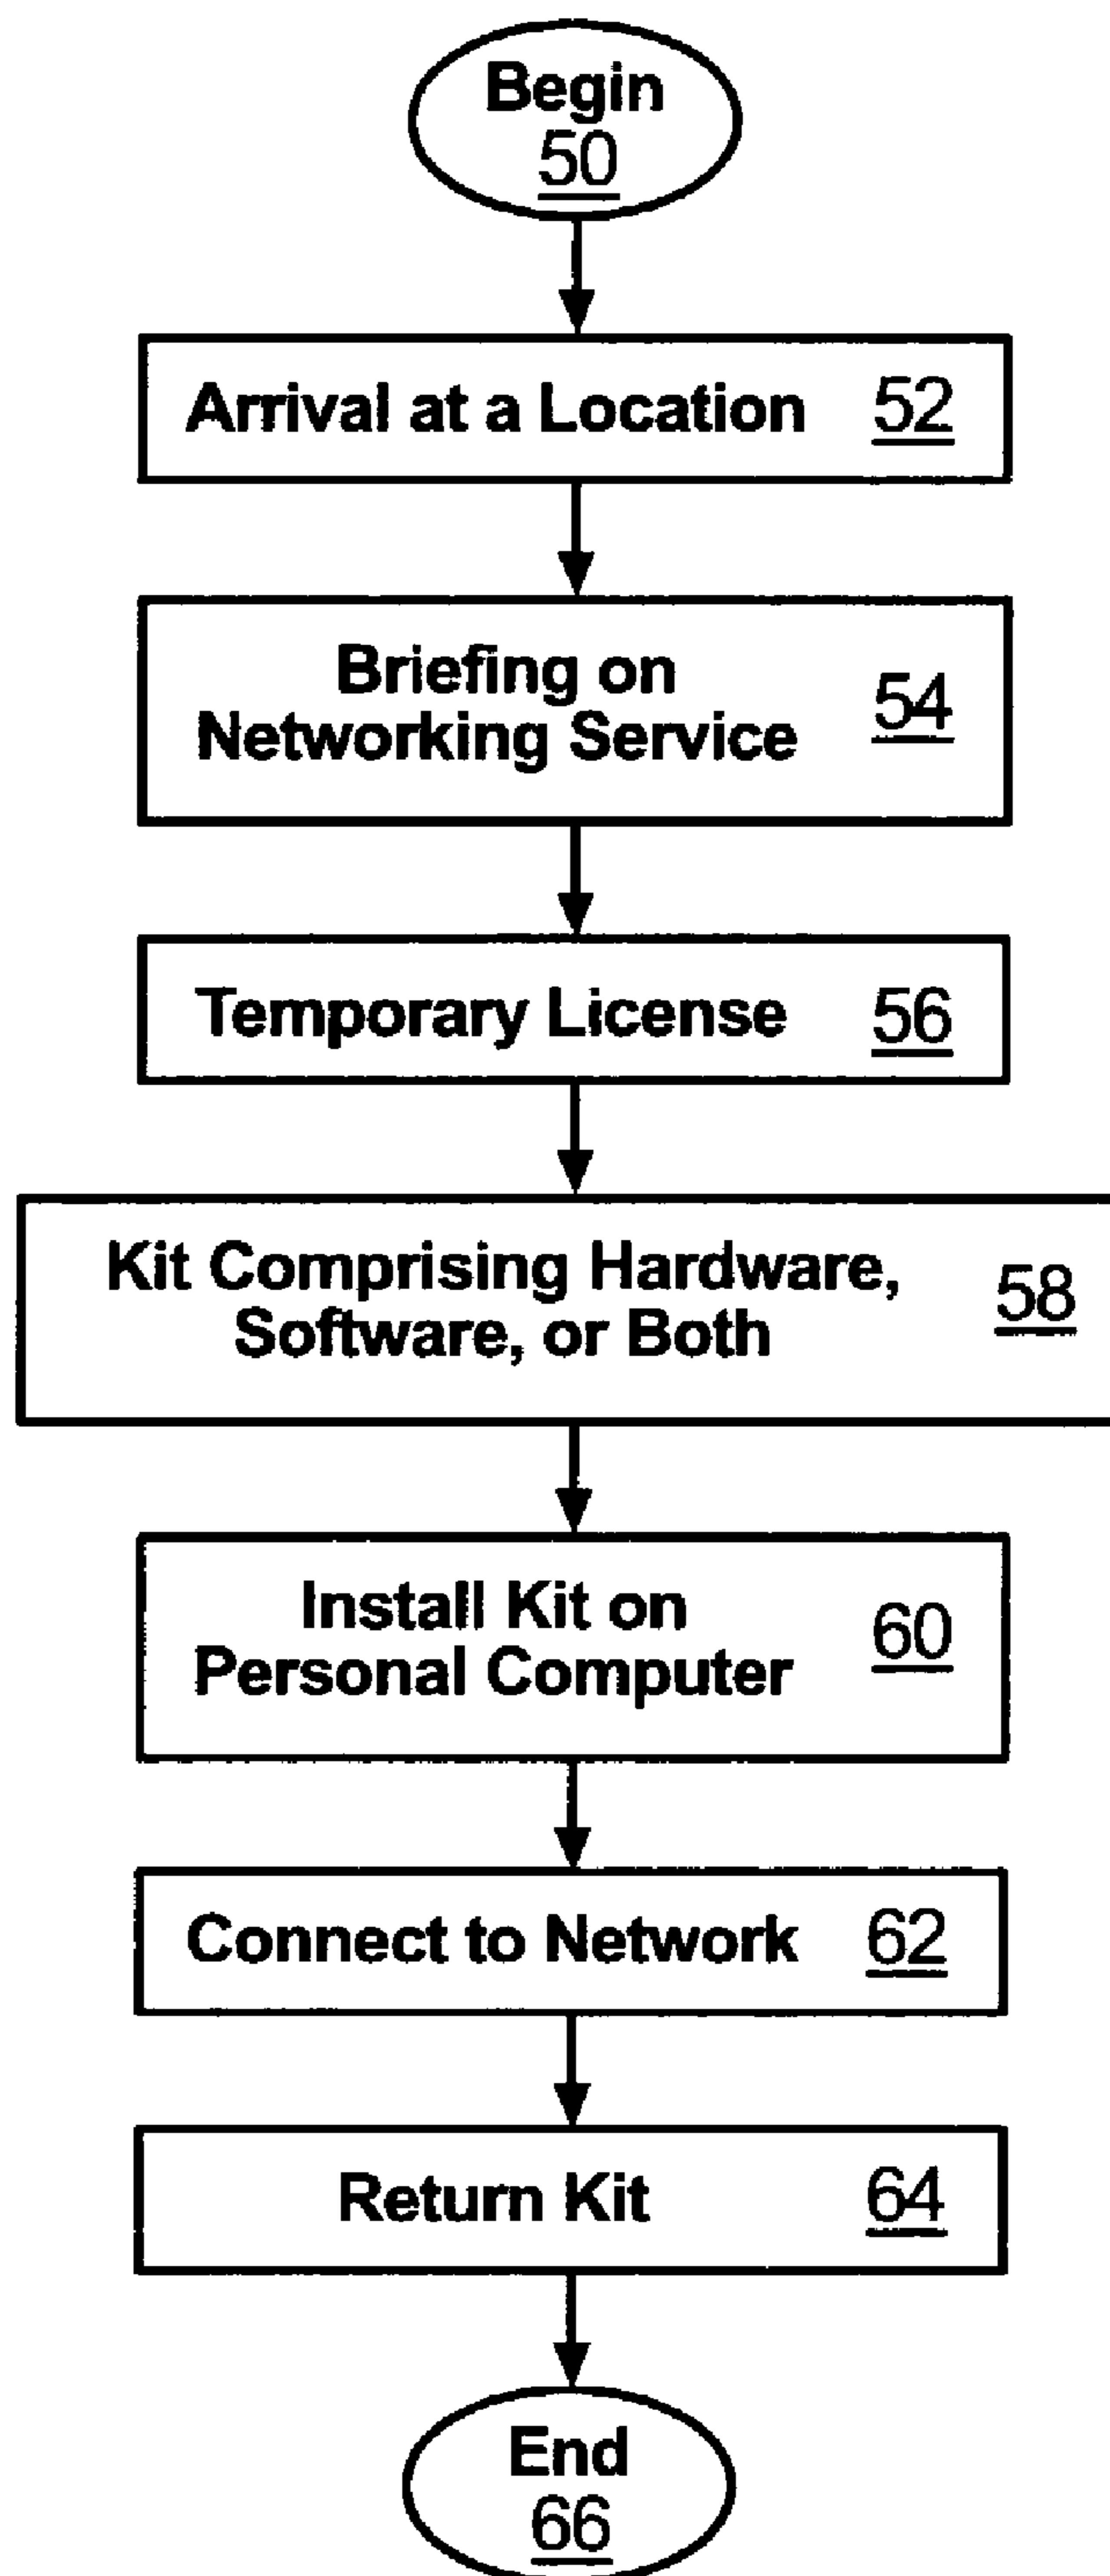 Begin
50
Arrival at a Location 52
Briefing on
Networking Service 54
Temporary License 56
Kit Comprising Hardware,
Software, or Both 58
Install Kit on
Personal Computer 60
Connect to Network 62
Return Kit 64
End
66